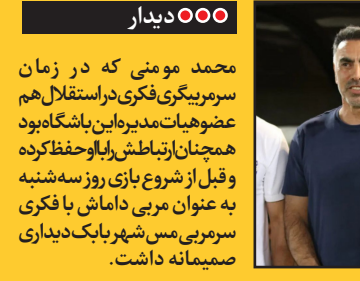 دیدار
محمد مومنی که در زمان
سرمربیگری فکری در استقلال هم
عضو هیات مدیره این باشگاه بود
همچنان ارتباطش را با او حفظ کرده
و قبل از شروع بازی روز سه‌شنبه
به عنوان مربی داماش با فکری
سرمربی مس شهر بابک دیداری
صمیمانه داشت.